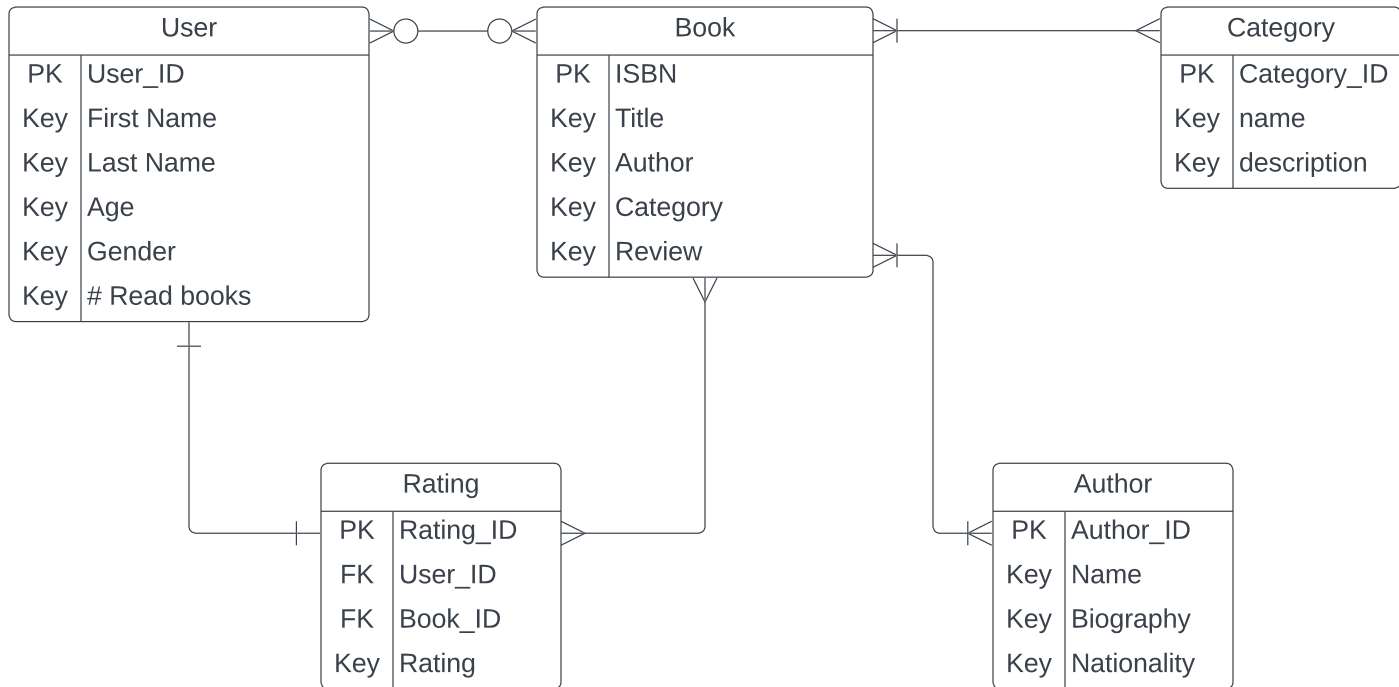 User
PK User_ID
Key First Name
Key Last Name
Key Age
Key Gender
Key # Read books
Book
PK ISBN
Key Title
Key Author
Key Category
Key Review
Category
PK Category_ID
Key name
Key description
Rating
PK Rating_ID
FK User_ID
FK Book_ID
Key Rating
Author
PK Author_ID
Key Name
Key Biography
Key Nationality